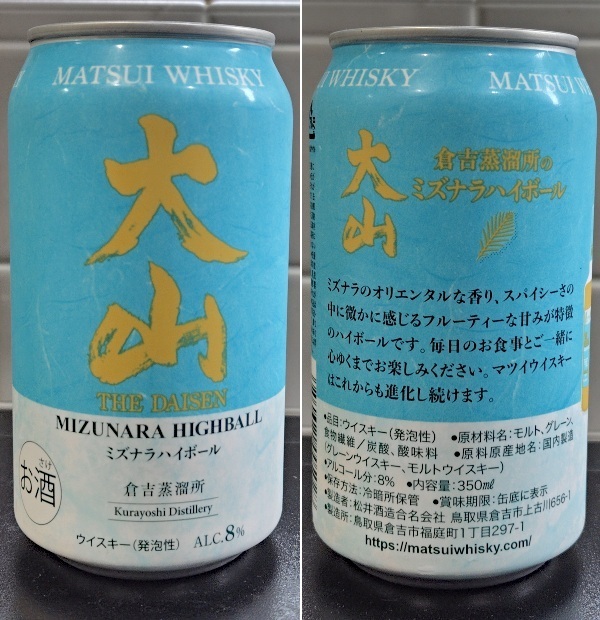 MATSUI WHISKY
大山
THE DAISEN
MIZUNARA HIGHBALL
ミズナラハイボール
さけ
お酒
倉吉蒸溜所
Kurayoshi Distillery
ウイスキー(発泡性) ALC.8%
WHISKY MATSUI W
大山
倉吉蒸溜所の
ミズナラハイボール
ミズナラのオリエンタルな香り、スパイシーさの
中に微かに感じるフルーティーな甘みが特徴
のハイボールです。毎日のお食事とご一緒に
心ゆくまでお楽しみください。マツイウイスキー
はこれからも進化し続けます。
●品目:ウイスキー(発泡性) ●原材料名:モルト、グレーン、
食物繊維/炭酸、酸味料 ●原料原産地名:国内製造
(グレーンウイスキー、モルトウイスキー)
●アルコール分:8% ●内容量:350㎖
●保存方法:冷暗所保管 ●賞味期限:缶底に表示
●製造者:松井酒造合名会社 鳥取県倉吉市上古川656-1
●製造所:鳥取県倉吉市福庭町1丁目297-1
https://matsuiwhisky.com/